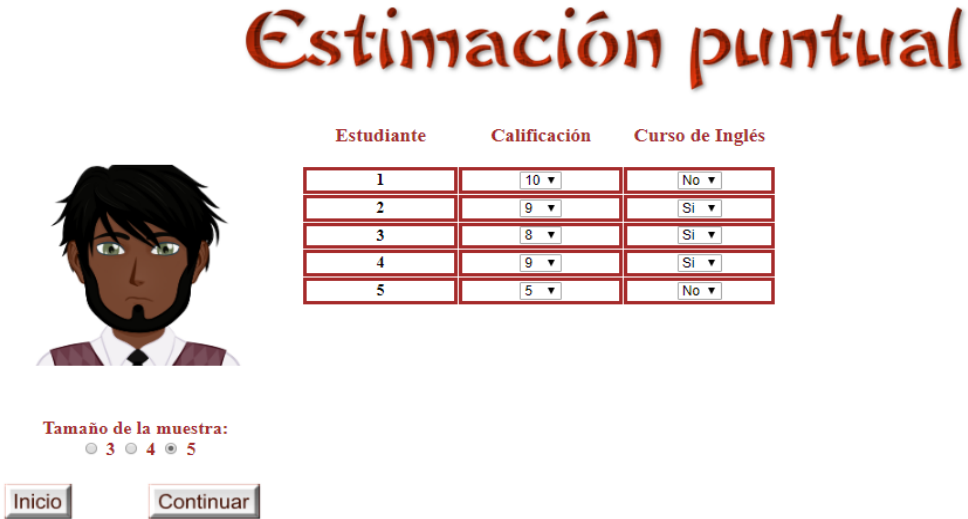 Estimación puntual
Estudiante Calificación Curso de Inglés
1 10 No
2 9 Si
3 8 Si
4 9 Si
5 5 No
Tamaño de la muestra:
3 4 5
Inicio Continuar